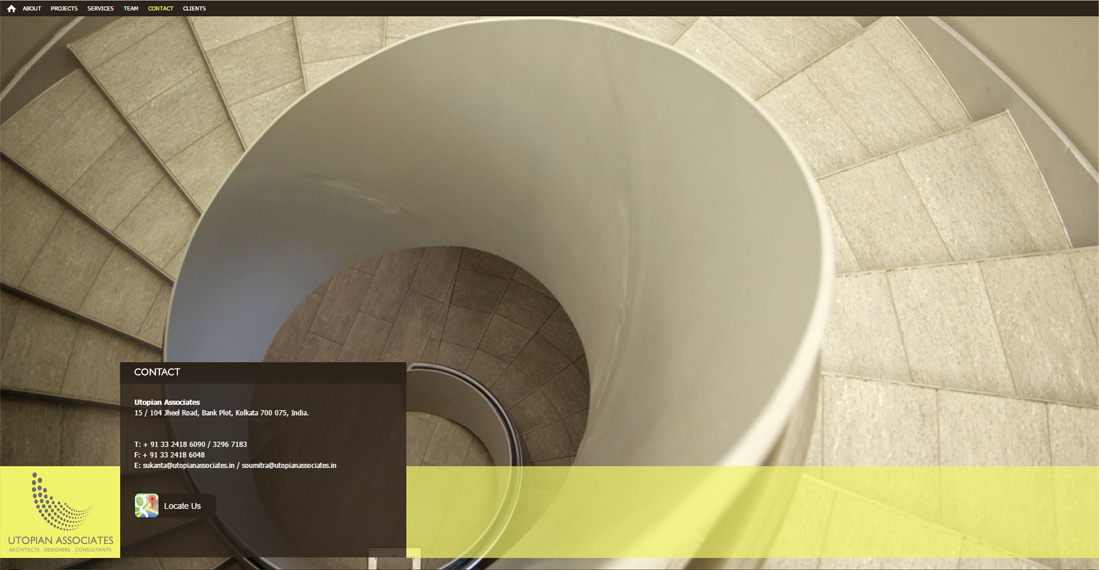 ABOUT PROJECTS SERVICES TEAM CONTACT CLIENTS
CONTACT
Utopian Associates
15 / 104 Jheel Road, Bank Plot, Kolkata 700 075, India.
T: + 91 33 2418 6090 / 3296 7183
F: + 91 33 2418 6048
E: sukanta@utopianassociates.in / soumitra@utopianassociates.in
Locate Us
UTOPIAN ASSOCIATES
ARCHITECTS . DESIGNERS . CONSULTANTS